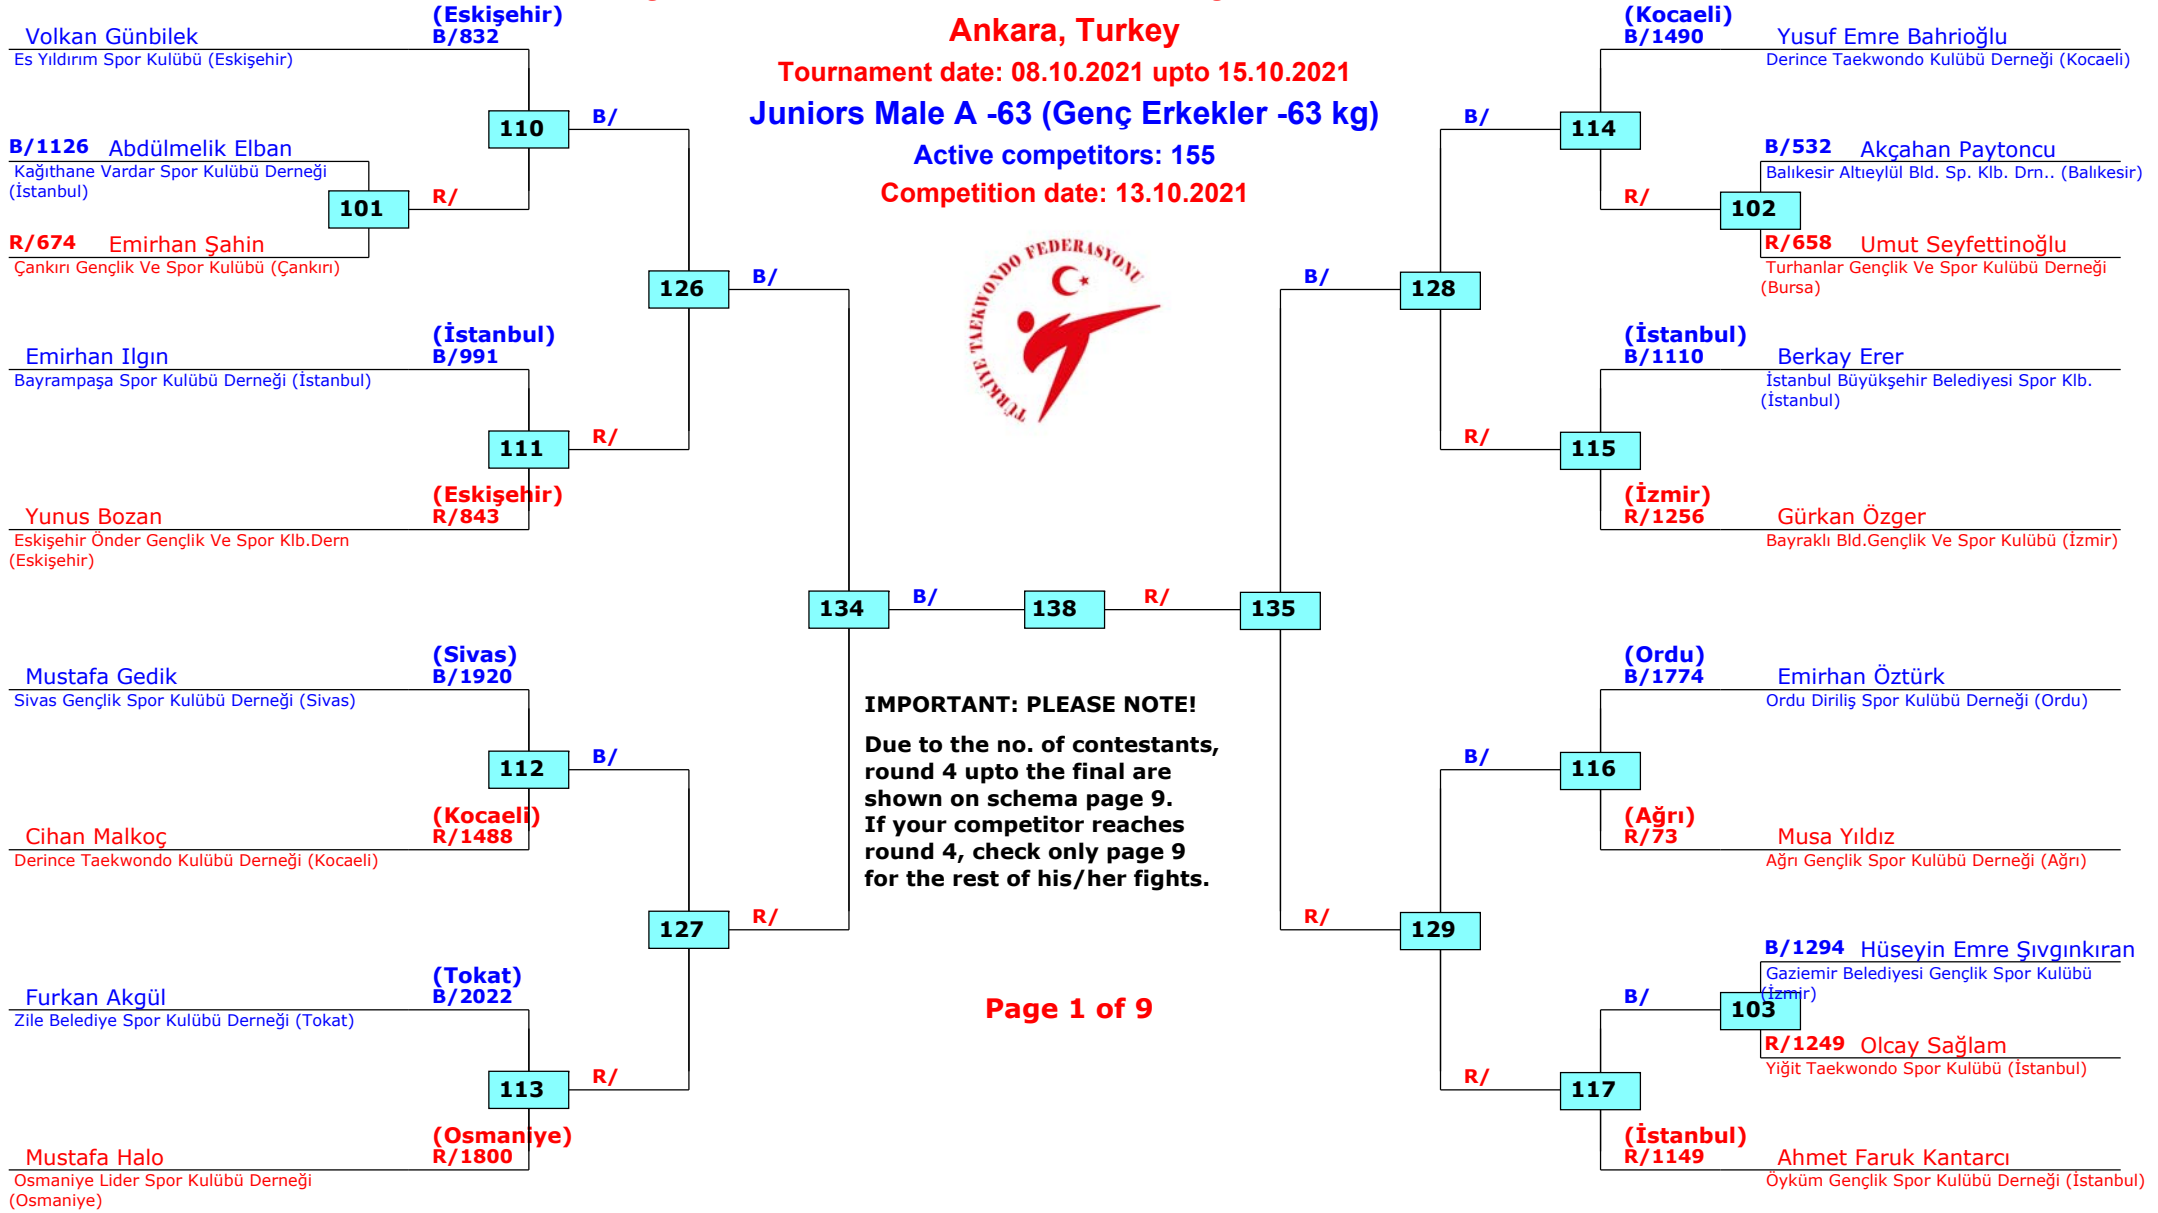 Ankara, Turkey
Tournament date: 08.10.2021 upto 15.10.2021
Juniors Male A -63 (Genç Erkekler -63 kg)
Active competitors: 155
Competition date: 13.10.2021
TÜRKİYE TAEKWONDO FEDERASYONU
(Eskişehir)
Volkan Günbilek B/832
Es Yıldırım Spor Kulübü (Eskişehir)
110 B/
B/1126 Abdülmelik Elban
Kağıthane Vardar Spor Kulübü Derneği
(İstanbul)
101 R/
R/674 Emirhan Şahin
Çankırı Gençlik Ve Spor Kulübü (Çankırı)
126 B/
(İstanbul)
Emirhan Ilgın B/991
Bayrampaşa Spor Kulübü Derneği (İstanbul)
111 R/
(Eskişehir)
Yunus Bozan R/843
Eskişehir Önder Gençlik Ve Spor Klb.Dern
(Eskişehir)
134 B/ 138 R/ 135
(Sivas)
Mustafa Gedik B/1920
Sivas Gençlik Spor Kulübü Derneği (Sivas)
112 B/
(Kocaeli)
Cihan Malkoç R/1488
Derince Taekwondo Kulübü Derneği (Kocaeli)
127 R/
(Tokat)
Furkan Akgül B/2022
Zile Belediye Spor Kulübü Derneği (Tokat)
113 R/
(Osmaniye)
Mustafa Halo R/1800
Osmaniye Lider Spor Kulübü Derneği
(Osmaniye)
IMPORTANT: PLEASE NOTE!
Due to the no. of contestants,
round 4 upto the final are
shown on schema page 9.
If your competitor reaches
round 4, check only page 9
for the rest of his/her fights.
Page 1 of 9
(Kocaeli)
B/1490 Yusuf Emre Bahrioğlu
Derince Taekwondo Kulübü Derneği (Kocaeli)
B/ 114
B/532 Akçahan Paytoncu
Balıkesir Altıeylül Bld. Sp. Klb. Drn.. (Balıkesir)
R/ 102
R/658 Umut Seyfettinoğlu
Turhanlar Gençlik Ve Spor Kulübü Derneği
(Bursa)
B/ 128
(İstanbul)
B/1110 Berkay Erer
İstanbul Büyükşehir Belediyesi Spor Klb.
(İstanbul)
R/ 115
(İzmir)
R/1256 Gürkan Özger
Bayraklı Bld.Gençlik Ve Spor Kulübü (İzmir)
(Ordu)
B/1774 Emirhan Öztürk
Ordu Diriliş Spor Kulübü Derneği (Ordu)
B/ 116
(Ağrı)
R/73 Musa Yıldız
Ağrı Gençlik Spor Kulübü Derneği (Ağrı)
R/ 129
B/1294 Hüseyin Emre Şıvgınkıran
Gaziemir Belediyesi Gençlik Spor Kulübü
(İzmir)
B/ 103
R/1249 Olcay Sağlam
Yiğit Taekwondo Spor Kulübü (İstanbul)
R/ 117
(İstanbul)
R/1149 Ahmet Faruk Kantarcı
Öyküm Gençlik Spor Kulübü Derneği (İstanbul)